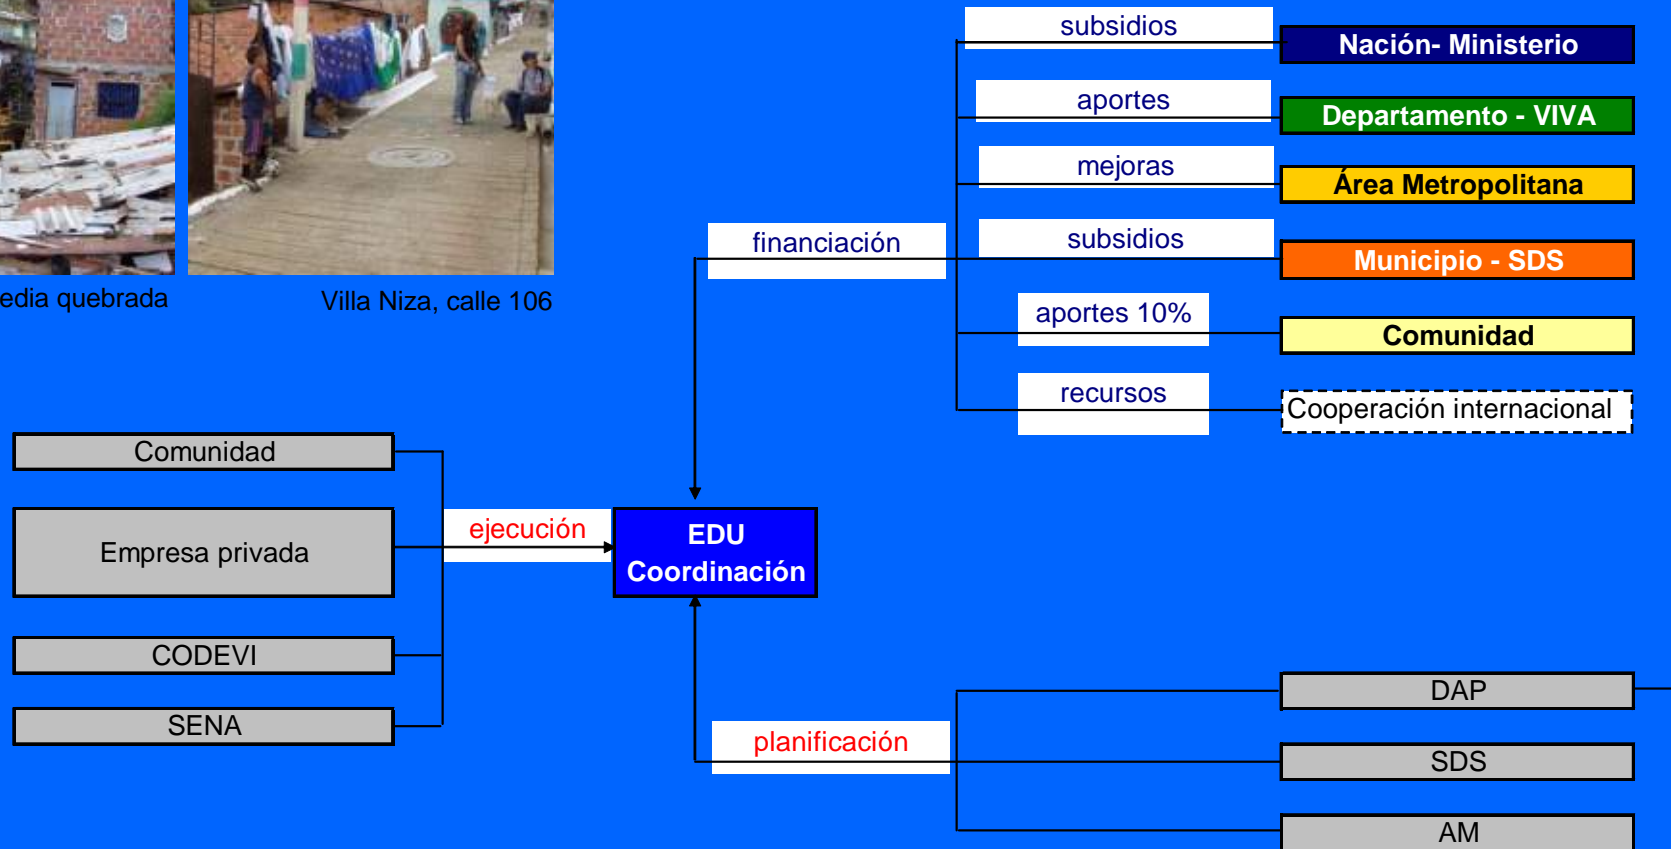 subsidios
Nación- Ministerio
aportes
Departamento - VIVA
mejoras
Área Metropolitana
financiación
subsidios
Municipio - SDS
quebrada
Villa Niza, calle 106
aportes 10%
Comunidad
recursos
Cooperación internacional
Comunidad
Empresa privada
CODEVI
SENA
ejecución
EDU
Coordinación
planificación
DAP
SDS
AM